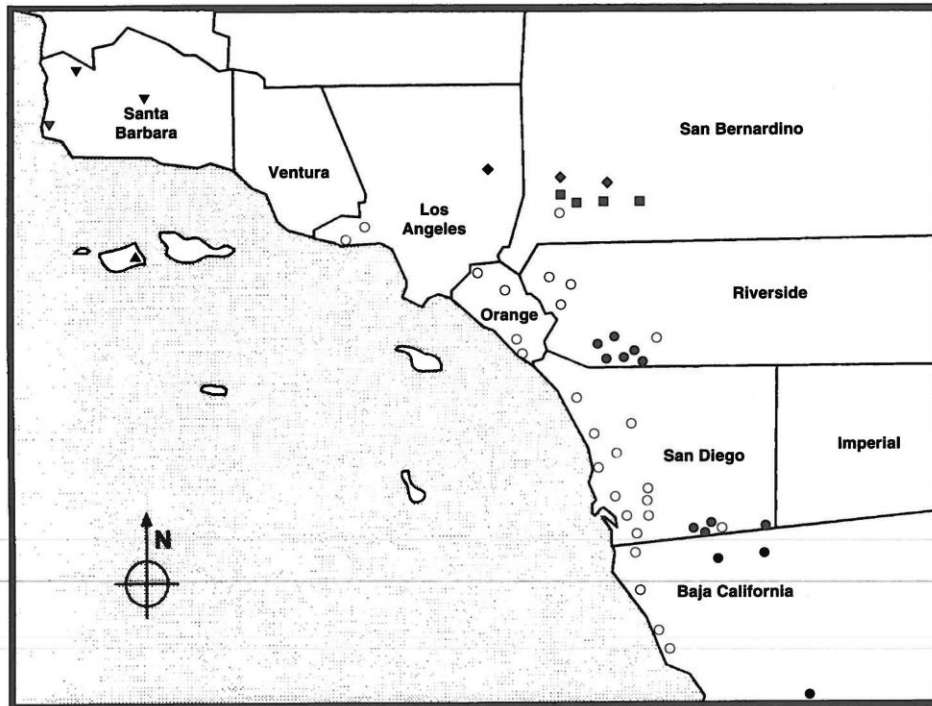 Santa
Barbara
Ventura
Los
Angeles
San Bernardino
Orange
Riverside
San Diego
Imperial
N
Baja California